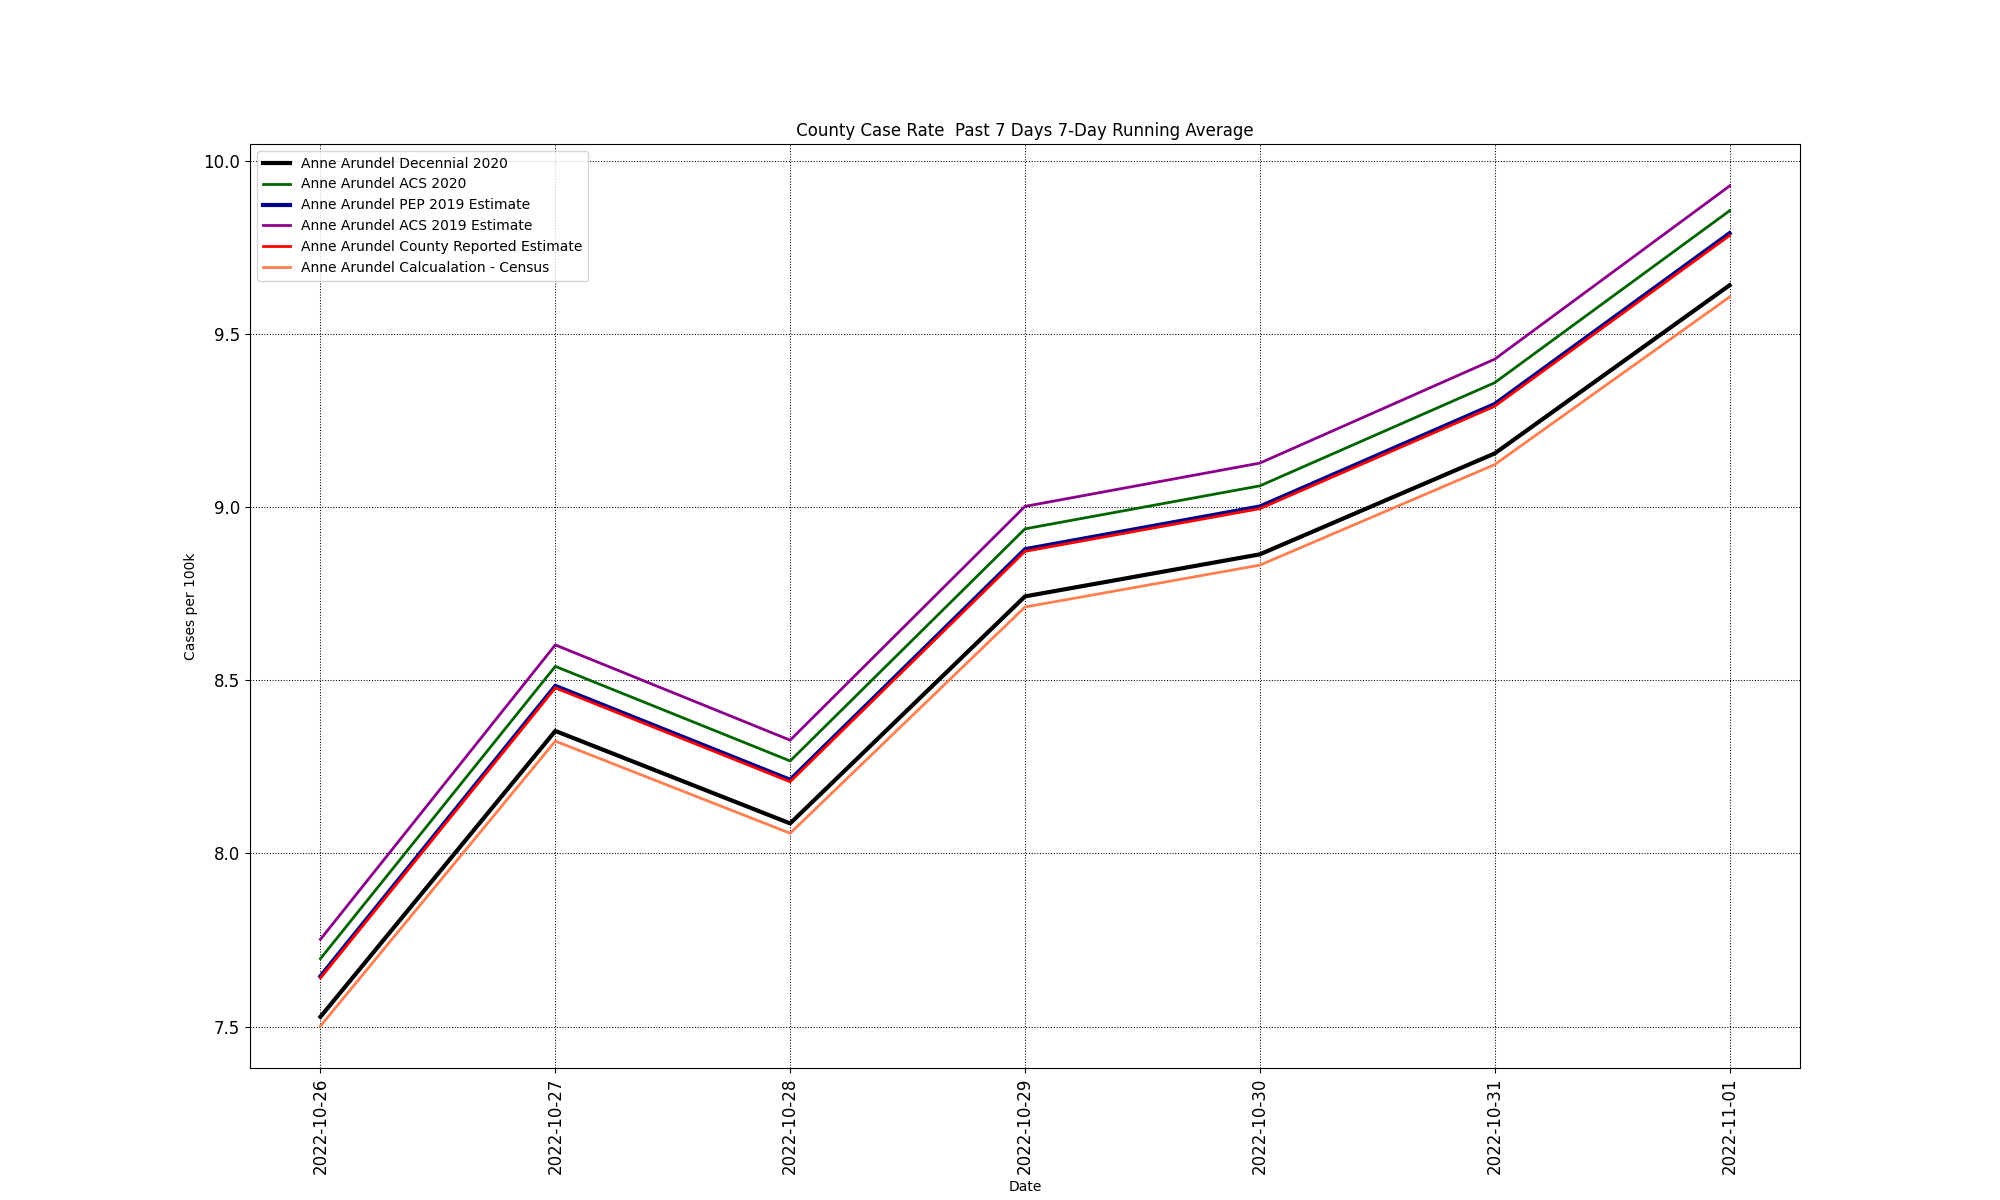 County Case Rate  Past 7 Days 7-Day Running Average
Anne Arundel Decennial 2020
Anne Arundel ACS 2020
Anne Arundel PEP 2019 Estimate
Anne Arundel ACS 2019 Estimate
Anne Arundel County Reported Estimate
Anne Arundel Calcualation - Census
Cases per 100k
10.0
9.5
9.0
8.5
8.0
7.5
2022-10-26
2022-10-27
2022-10-28
2022-10-29
2022-10-30
2022-10-31
2022-11-01
Date